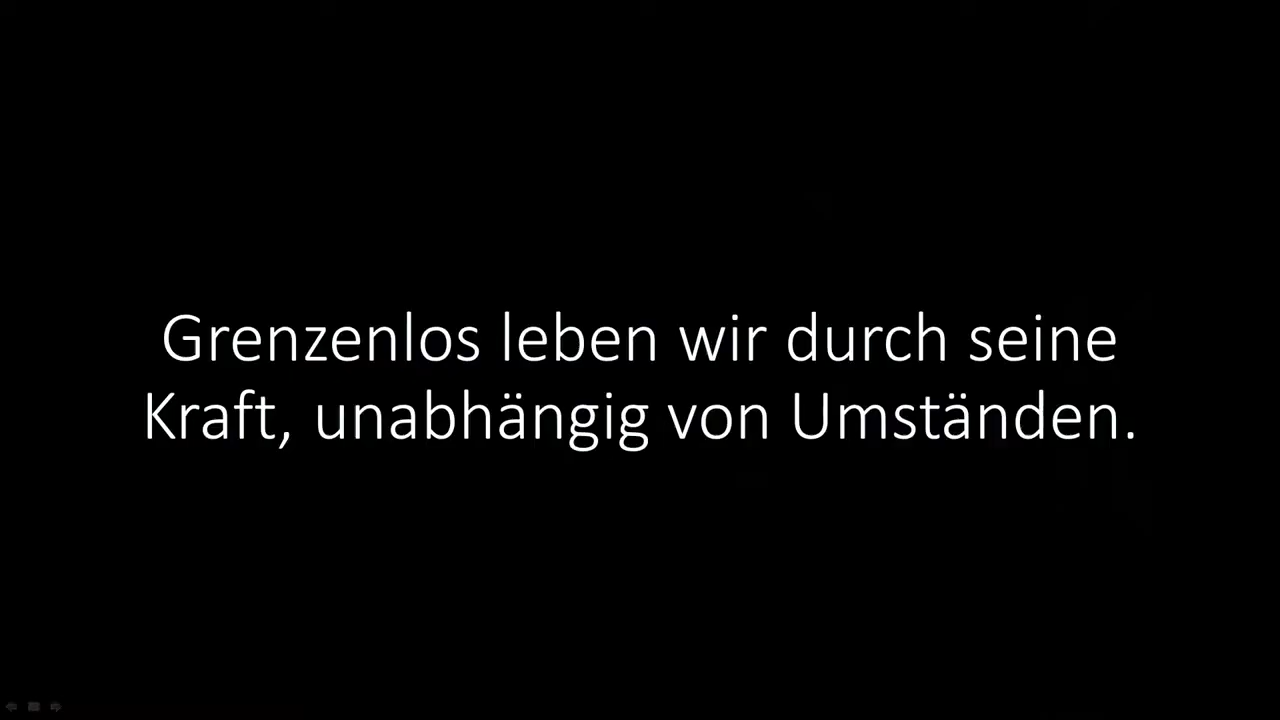 Grenzenlos leben wir durch seine
Kraft, unabhängig von Umständen.